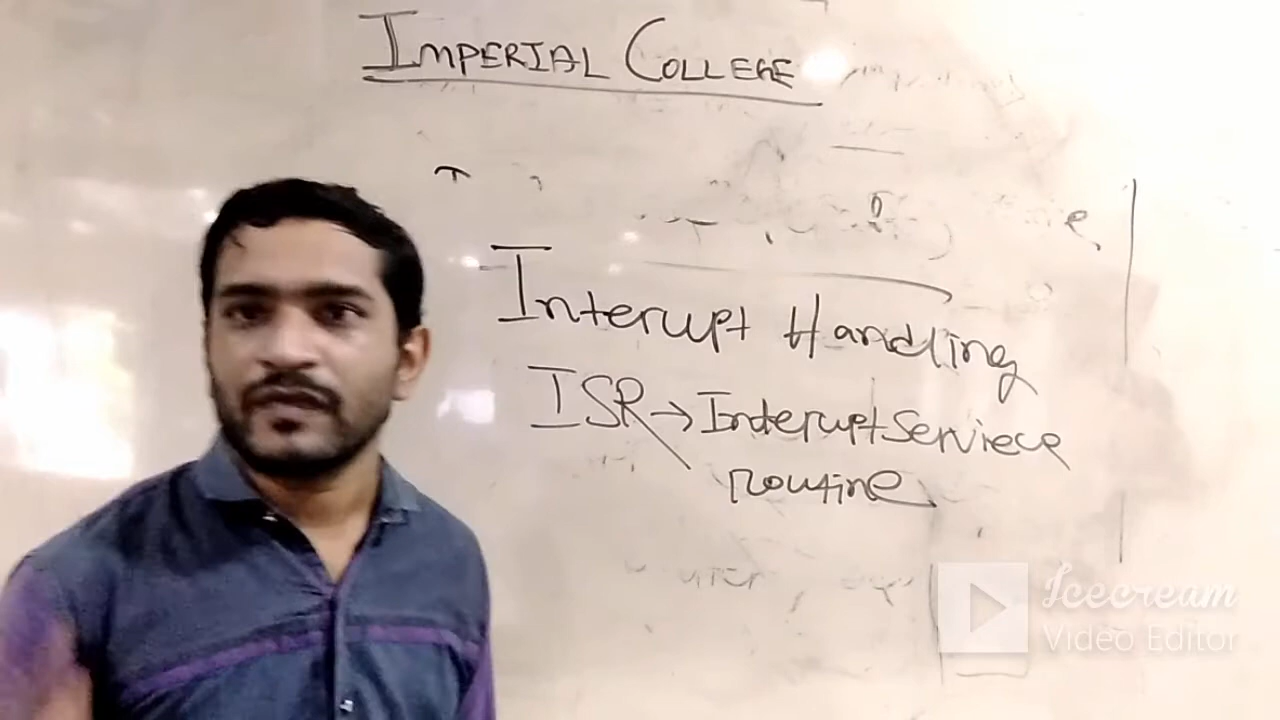 IMPERIAL COLLEGE
Interupt Handling
ISR → Interupt Serviece
routine
Icecream
Video Editor